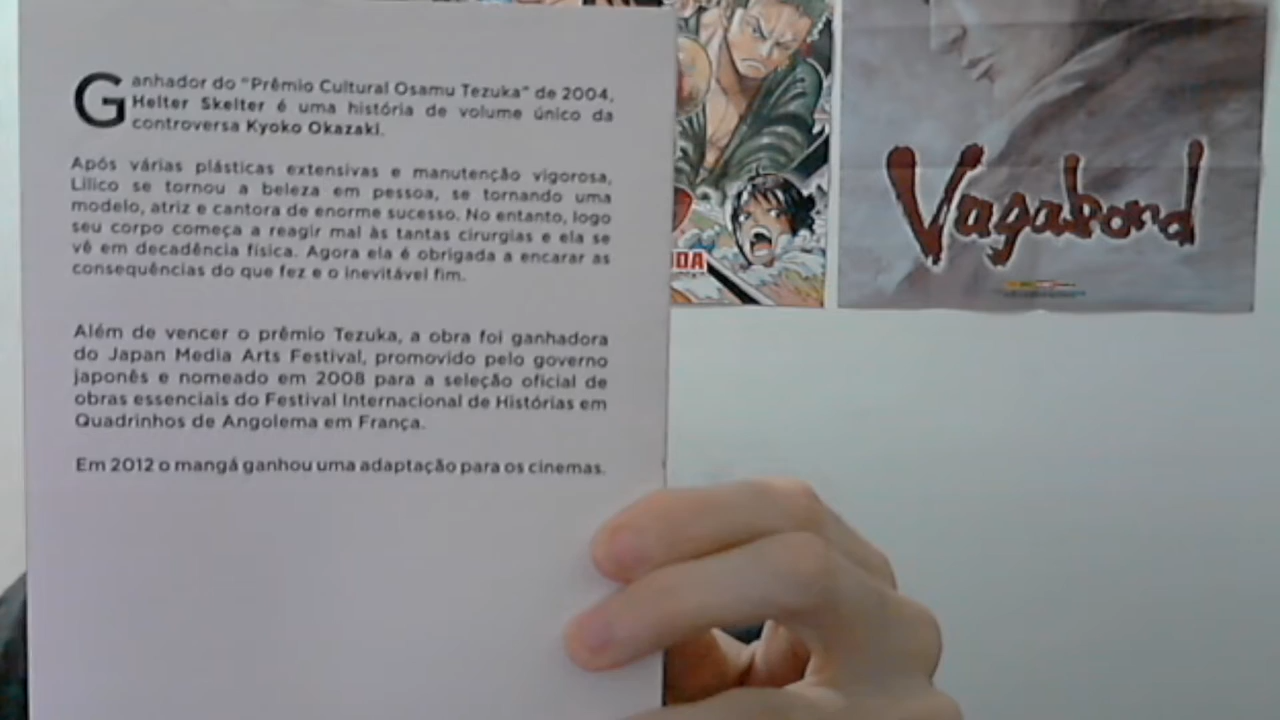 Ganhador do "Prêmio Cultural Osamu Tezuka" de 2004,
Helter Skelter é uma história de volume único da
controversa Kyoko Okazaki.
Após várias plásticas extensivas e manutenção vigorosa,
Lilico se tornou a beleza em pessoa, se tornando uma
modelo, atriz e cantora de enorme sucesso. No entanto, logo
seu corpo começa a reagir mal às tantas cirurgias e ela se
vê em decadência física. Agora ela é obrigada a encarar as
consequências do que fez e o inevitável fim.
Além de vencer o prêmio Tezuka, a obra foi ganhadora
do Japan Media Arts Festival, promovido pelo governo
japonês e nomeado em 2008 para a seleção oficial de
obras essenciais do Festival Internacional de Histórias em
Quadrinhos de Angolema em França.
Em 2012 o mangá ganhou uma adaptação para os cinemas.
DA
Vagabond